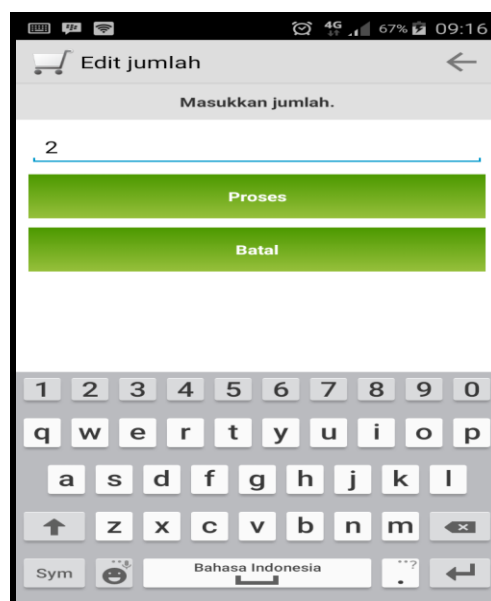 4G 67% 09:16
Edit jumlah
Masukkan jumlah.
2
Proses
Batal
1 2 3 4 5 6 7 8 9 0
q w e r t y u i o p
a s d f g h j k l
z x c v b n m
Sym Bahasa Indonesia ...? .